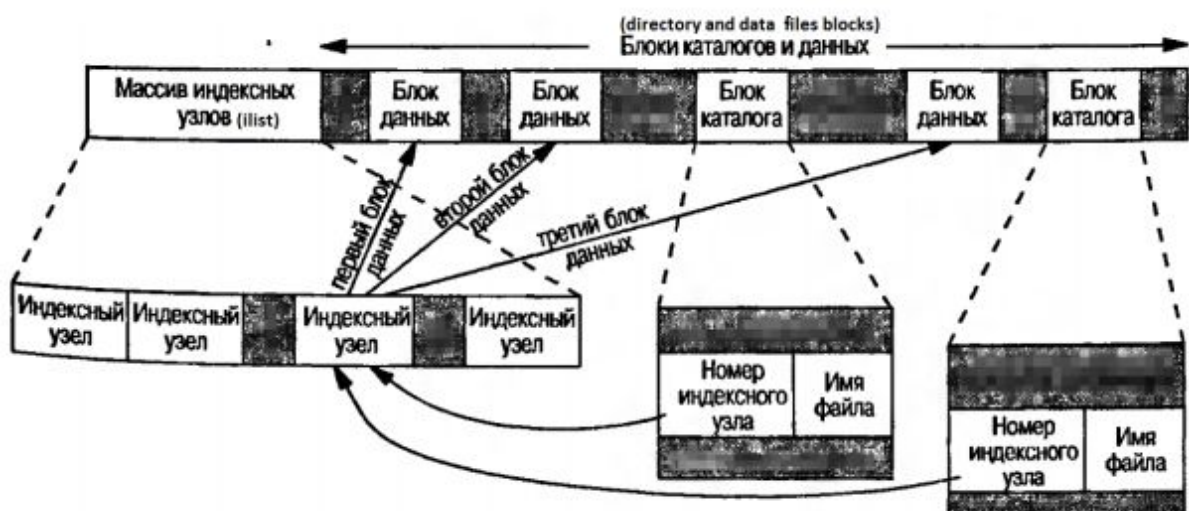 (directory and data files blocks)
Блоки каталогов и данных
Массив индексных
узлов (ilist)
Блок
данных
Блок
данных
Блок
каталога
Блок
данных
Блок
каталога
первый блок
данных
второй блок
данных
третий блок
данных
Индексный
узел
Индексный
узел
Индексный
узел
Индексный
узел
Номер
индексного
узла
Имя
файла
Номер
индексного
узла
Имя
файла